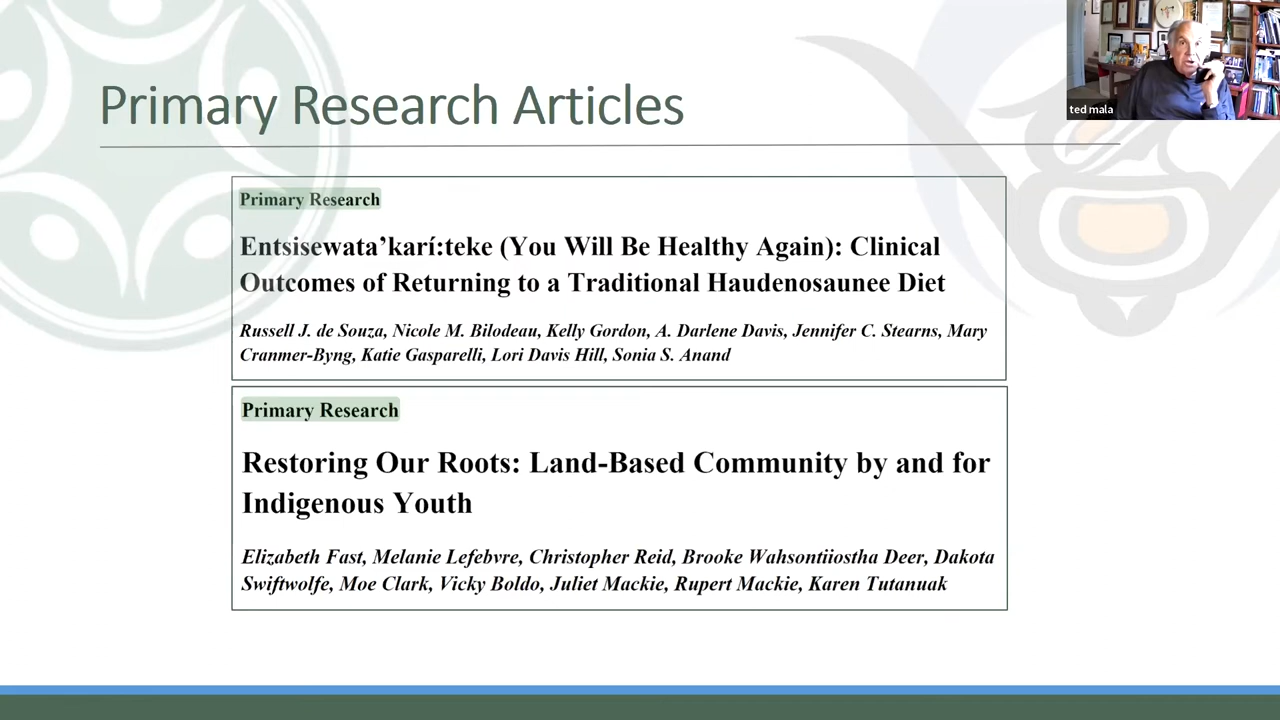 ted mala
Primary Research Articles
Primary Research
Entsisewata’karí:teke (You Will Be Healthy Again): Clinical
Outcomes of Returning to a Traditional Haudenosaunee Diet
Russell J. de Souza, Nicole M. Bilodeau, Kelly Gordon, A. Darlene Davis, Jennifer C. Stearns, Mary
Cranmer-Byng, Katie Gasparelli, Lori Davis Hill, Sonia S. Anand
Primary Research
Restoring Our Roots: Land-Based Community by and for
Indigenous Youth
Elizabeth Fast, Melanie Lefebvre, Christopher Reid, Brooke Wahsontiiostha Deer, Dakota
Swiftwolfe, Moe Clark, Vicky Boldo, Juliet Mackie, Rupert Mackie, Karen Tutanuak